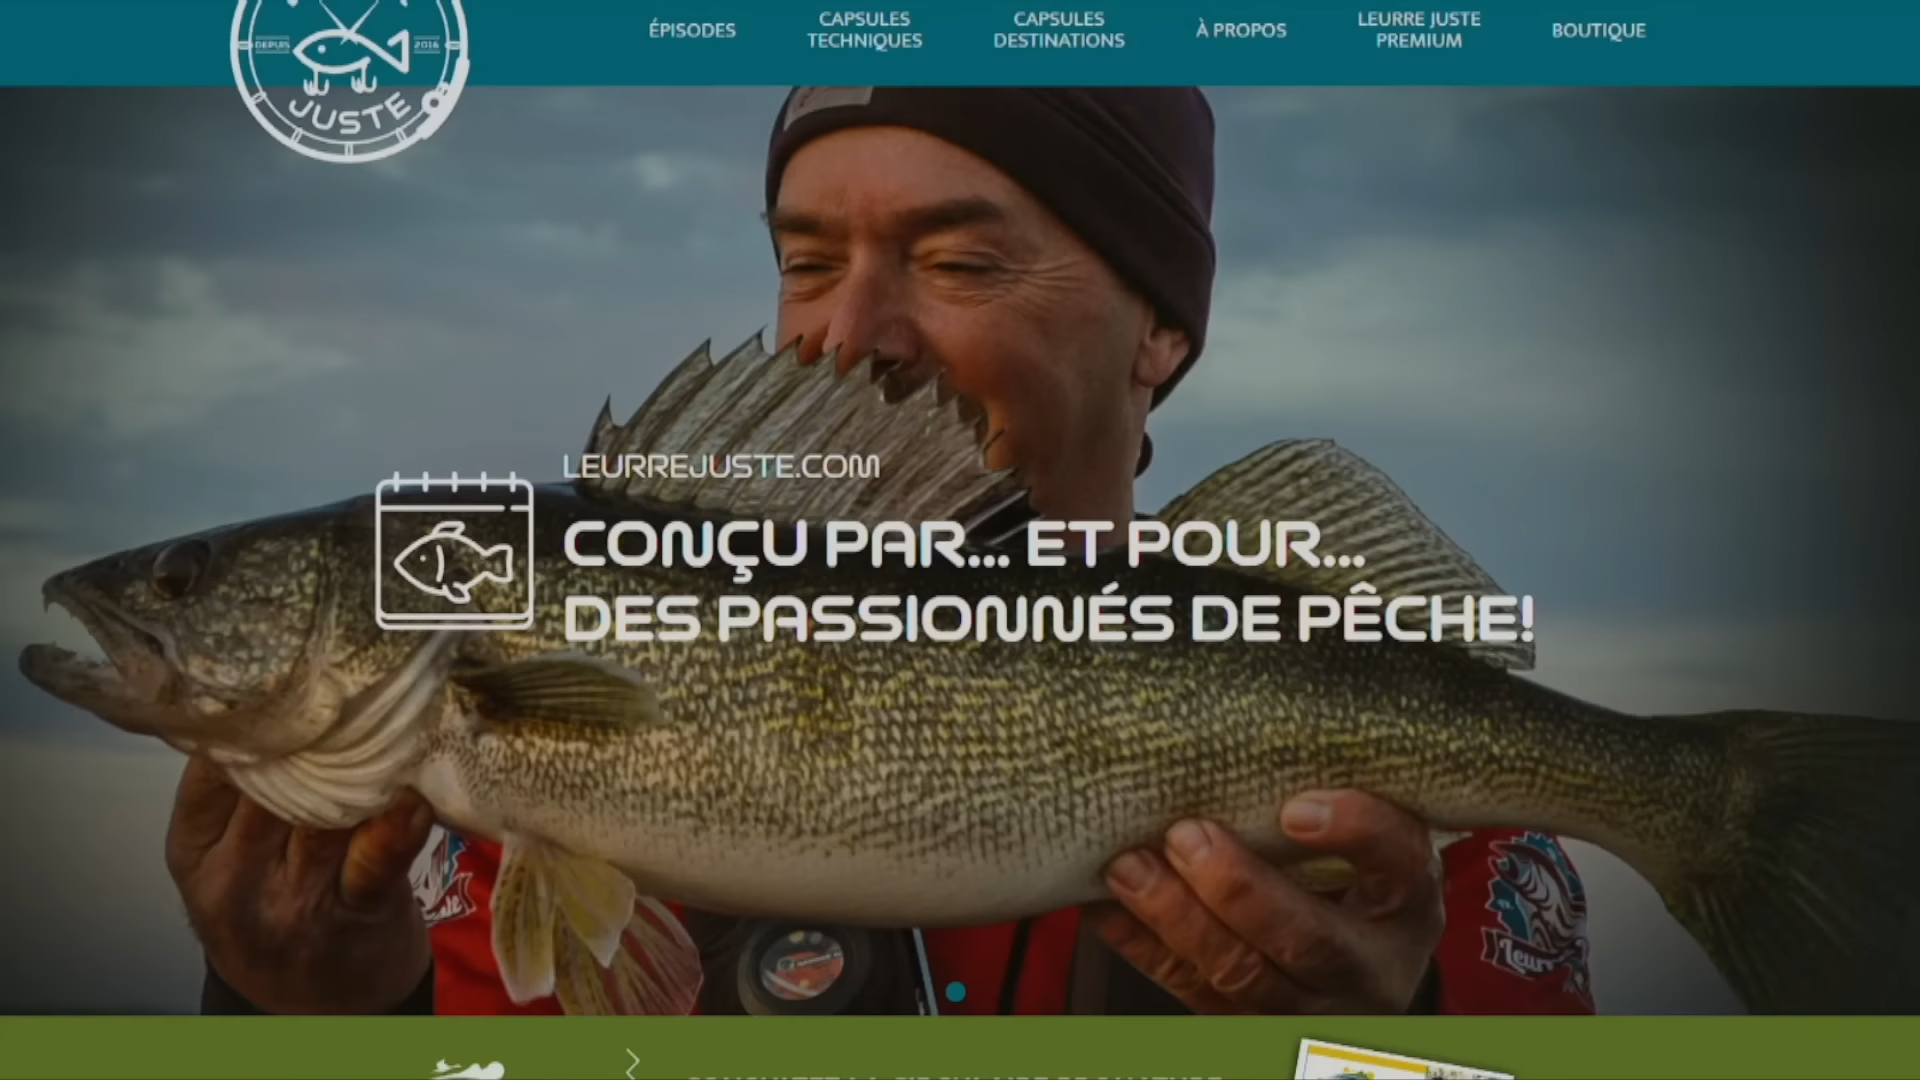 ÉPISODES
CAPSULES
TECHNIQUES
CAPSULES
DESTINATIONS
À PROPOS
LEURRE JUSTE
PREMIUM
BOUTIQUE
DEPUIS
2016
JUSTE
LEURREJUSTE.COM
CONÇU PAR... ET POUR...
DES PASSIONNÉS DE PÊCHE!